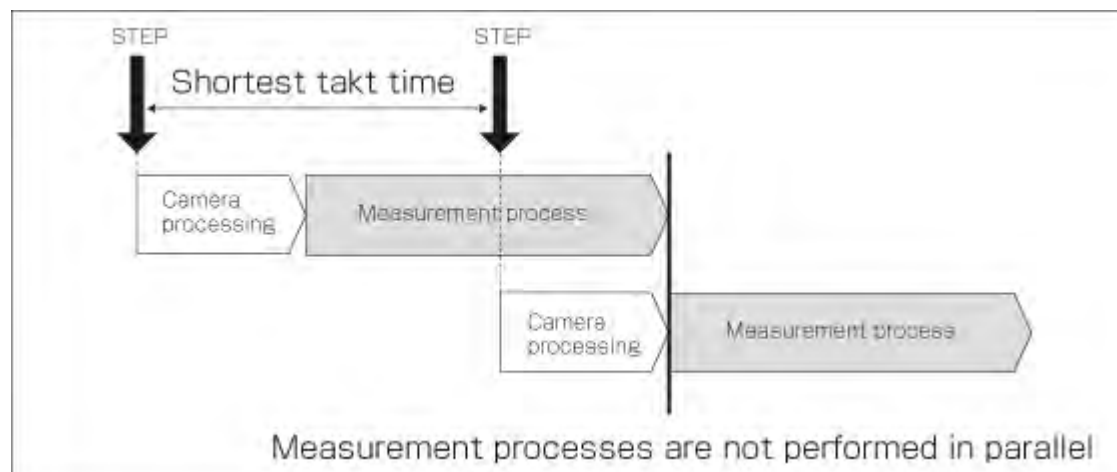 STEP
STEP
Shortest takt time
Camera
processing
Measurement process
Camera
processing
Measurement process
Measurement processes are not performed in parallel